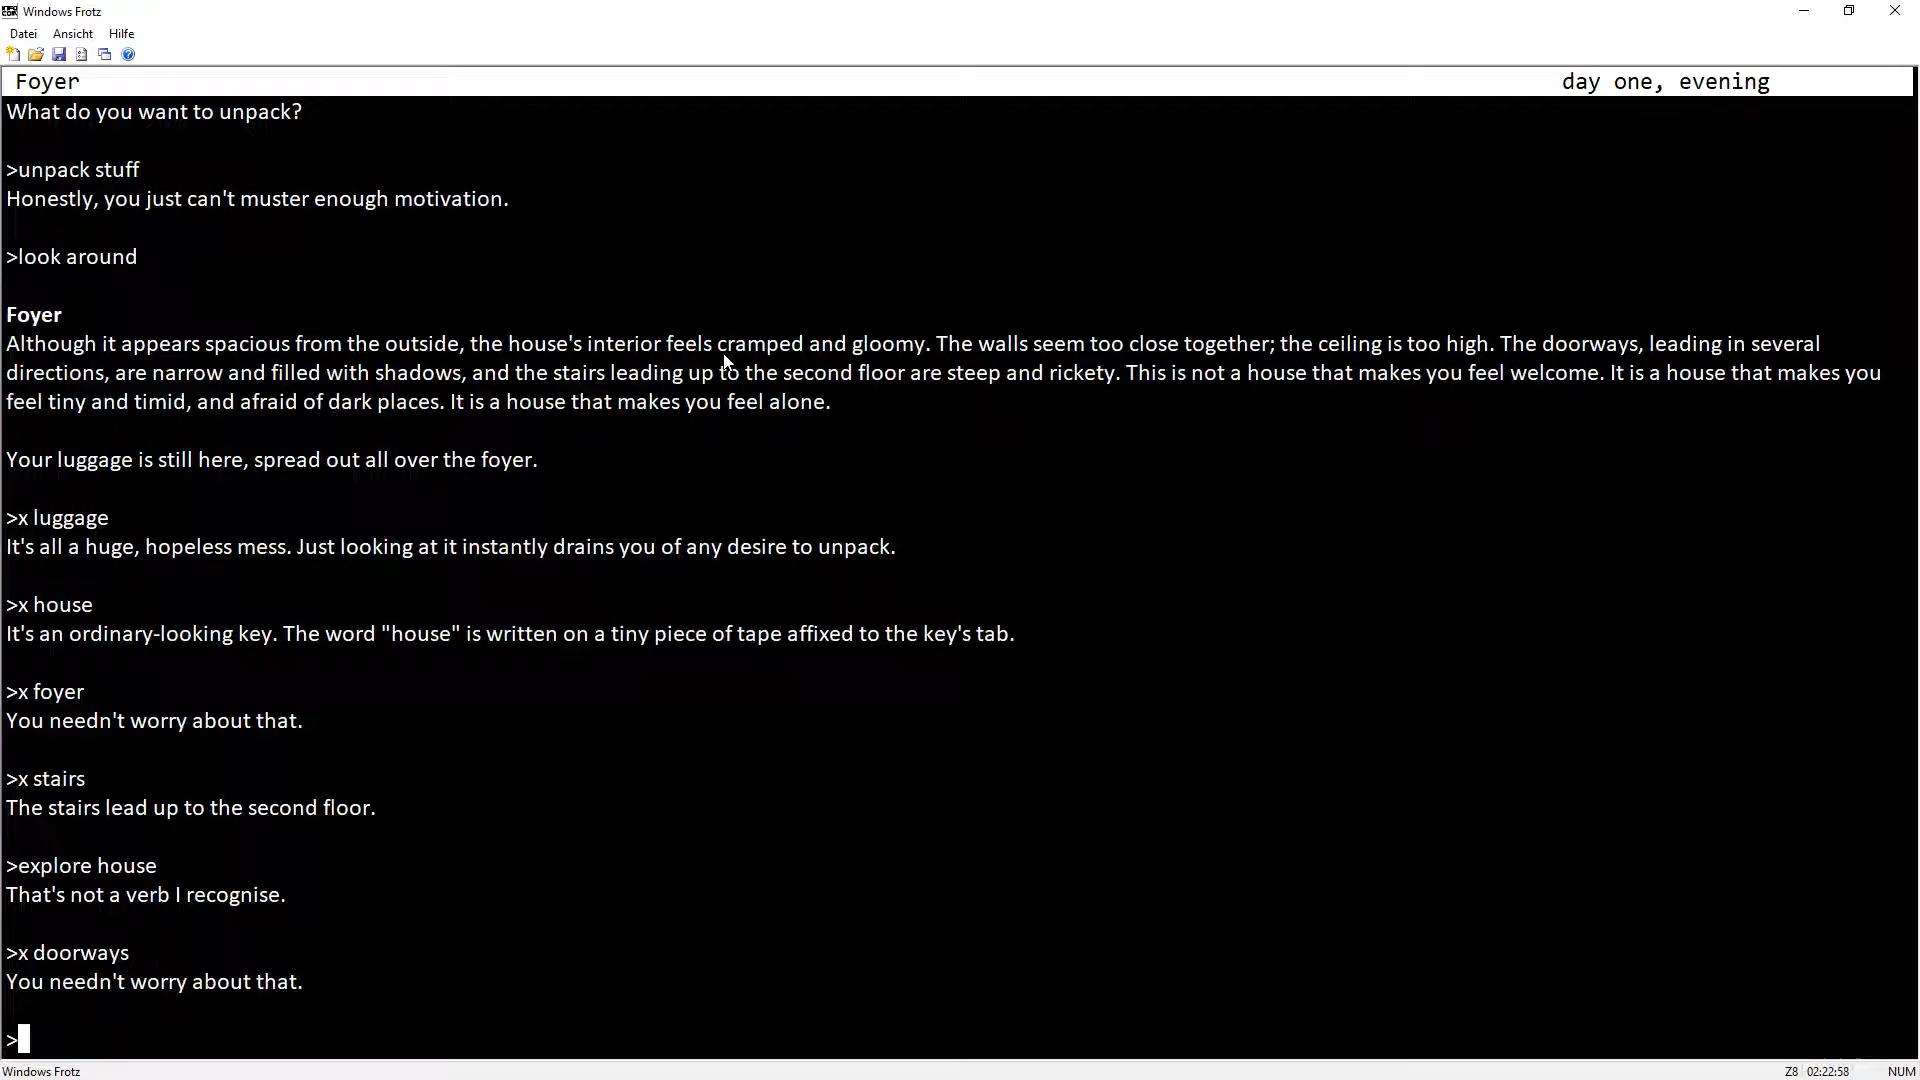 Windows Frotz
Datei Ansicht Hilfe
Foyer day one, evening
What do you want to unpack?
>unpack stuff
Honestly, you just can't muster enough motivation.
>look around
Foyer
Although it appears spacious from the outside, the house's interior feels cramped and gloomy. The walls seem too close together; the ceiling is too high. The doorways, leading in several
directions, are narrow and filled with shadows, and the stairs leading up to the second floor are steep and rickety. This is not a house that makes you feel welcome. It is a house that makes you
feel tiny and timid, and afraid of dark places. It is a house that makes you feel alone.
Your luggage is still here, spread out all over the foyer.
>x luggage
It's all a huge, hopeless mess. Just looking at it instantly drains you of any desire to unpack.
>x house
It's an ordinary-looking key. The word "house" is written on a tiny piece of tape affixed to the key's tab.
>x foyer
You needn't worry about that.
>x stairs
The stairs lead up to the second floor.
>explore house
That's not a verb I recognise.
>x doorways
You needn't worry about that.
>
Windows Frotz Z8 02:22:58 NUM